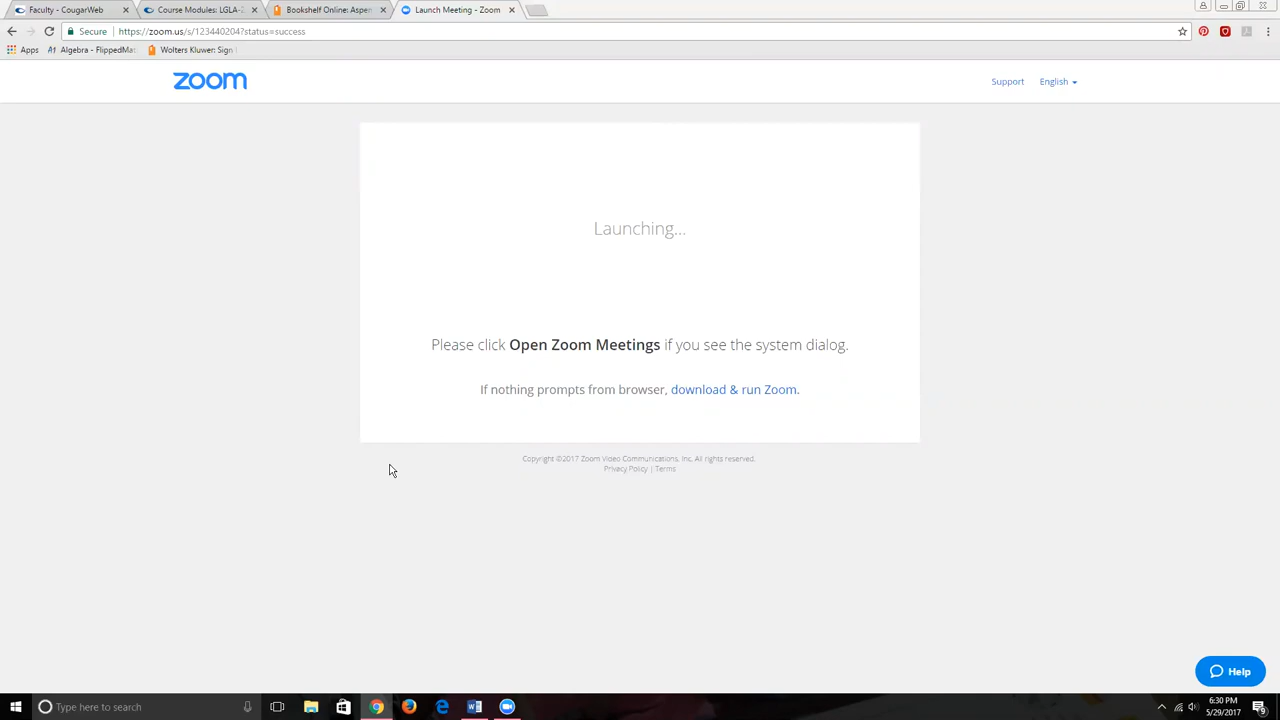 Faculty - CougarWeb
Course Modules: LGLA-
Bookshelf Online: Aspen
Launch Meeting - Zoom
Secure
https://zoom.us/s/123440204?status=success
Apps
Algebra - FlippedMa
Wolters Kluwer: Sign
zoom
Support
English
Launching...
Please click Open Zoom Meetings if you see the system dialog.
If nothing prompts from browser, download & run Zoom.
Copyright ©2017 Zoom Video Communications, Inc. All rights reserved.
Privacy Policy | Terms
Help
Type here to search
6:30 PM
5/29/2017